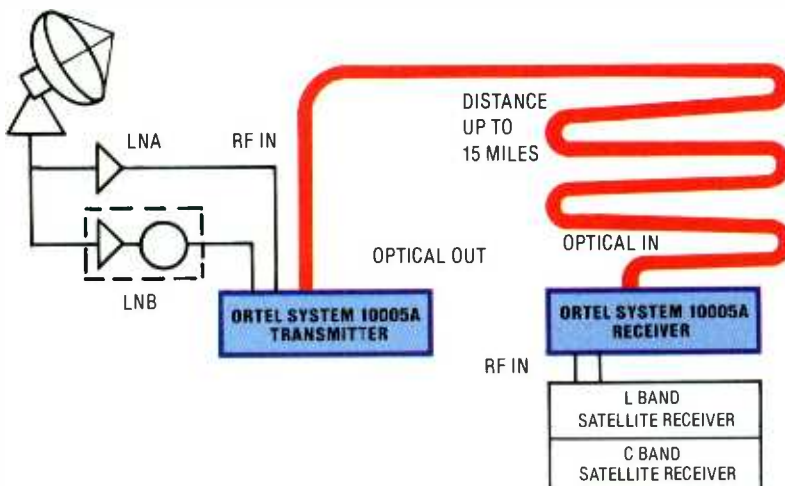 LNA
RF IN
DISTANCE
UP TO
15 MILES
LNB
OPTICAL OUT
OPTICAL IN
ORTEL SYSTEM 10005A
TRANSMITTER
ORTEL SYSTEM 10005A
RECEIVER
RF IN
L BAND
SATELLITE RECEIVER
C BAND
SATELLITE RECEIVER